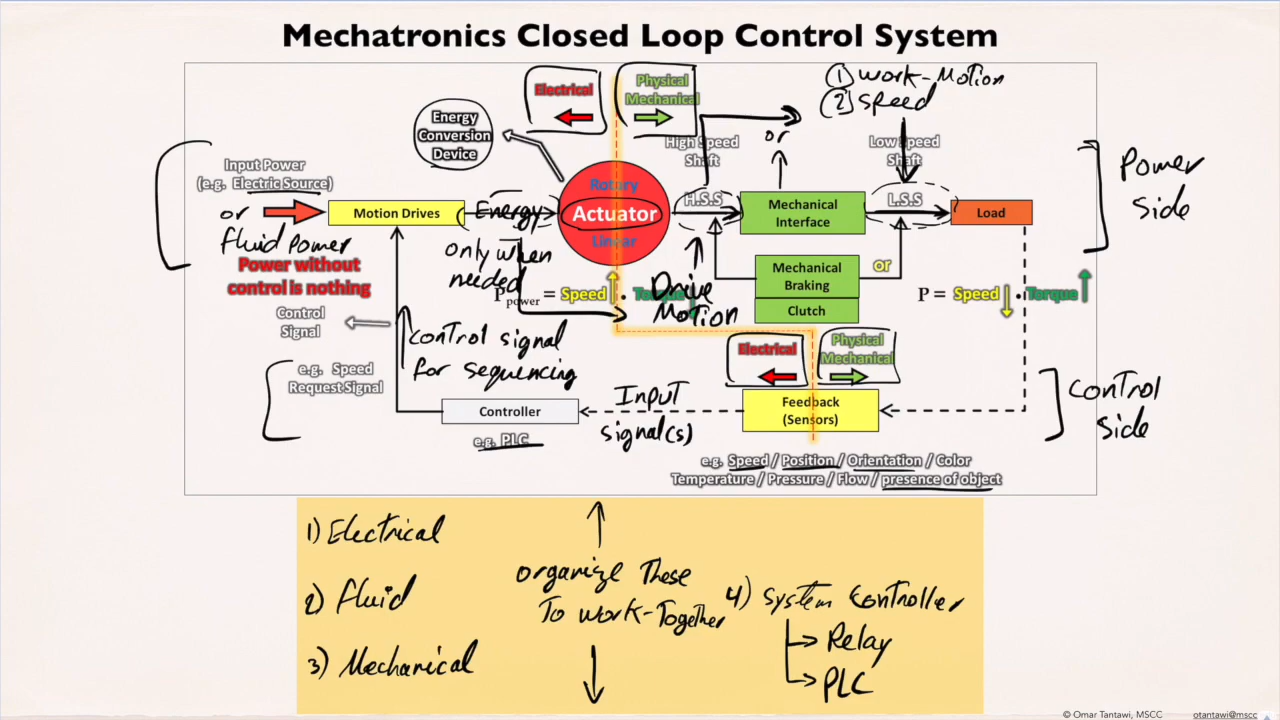 Mechatronics Closed Loop Control System
Electrical
Physical
Mechanical
① work-Motion
② Speed
Energy
Conversion
Device
or
High Speed
Shaft
Low Speed
Shaft
Input Power
(e.g. Electric Source)
or
fluid Power
Motion Drives
Energy
only when
needed
Rotary
Actuator
Linear
H.S.S
Mechanical
Interface
L.S.S
Load
Power
Side
Power without
control is nothing
Mechanical
Braking
or
Clutch
P power = Speed . Torque
Drive
Motion
P = Speed . Torque
Control
Signal
control signal
for sequencing
e.g. Speed
Request Signal
Electrical
Physical
Mechanical
Controller
e.g. PLC
Input
signal(s)
Feedback
(Sensors)
Control
Side
e.g. Speed / Position / Orientation / Color
Temperature / Pressure / Flow / presence of object
1) Electrical
2) Fluid
3) Mechanical
organize These
To work-Together
4) System Controller
Relay
PLC
© Omar Tantawi, MSCC
otantawi@mscc